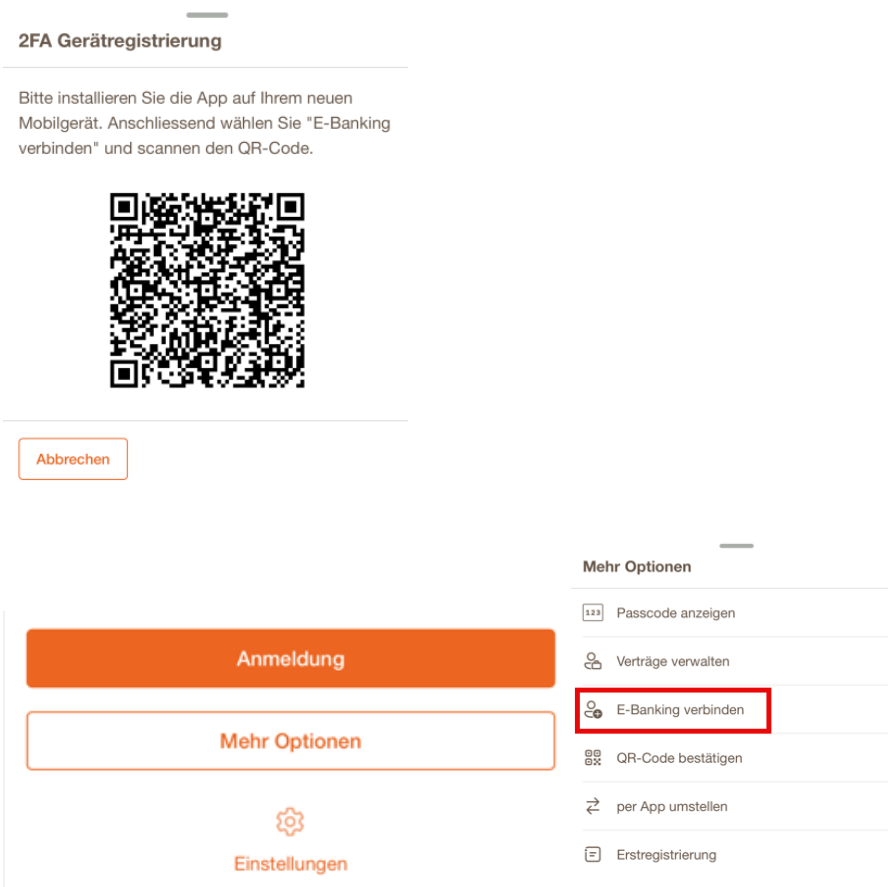 2FA Gerätregistrierung
Bitte installieren Sie die App auf Ihrem neuen
Mobilgerät. Anschliessend wählen Sie "E-Banking
verbinden" und scannen den QR-Code.
Abbrechen
Anmeldung
Mehr Optionen
Einstellungen
Mehr Optionen
123 Passcode anzeigen
Verträge verwalten
E-Banking verbinden
QR-Code bestätigen
per App umstellen
Erstregistrierung